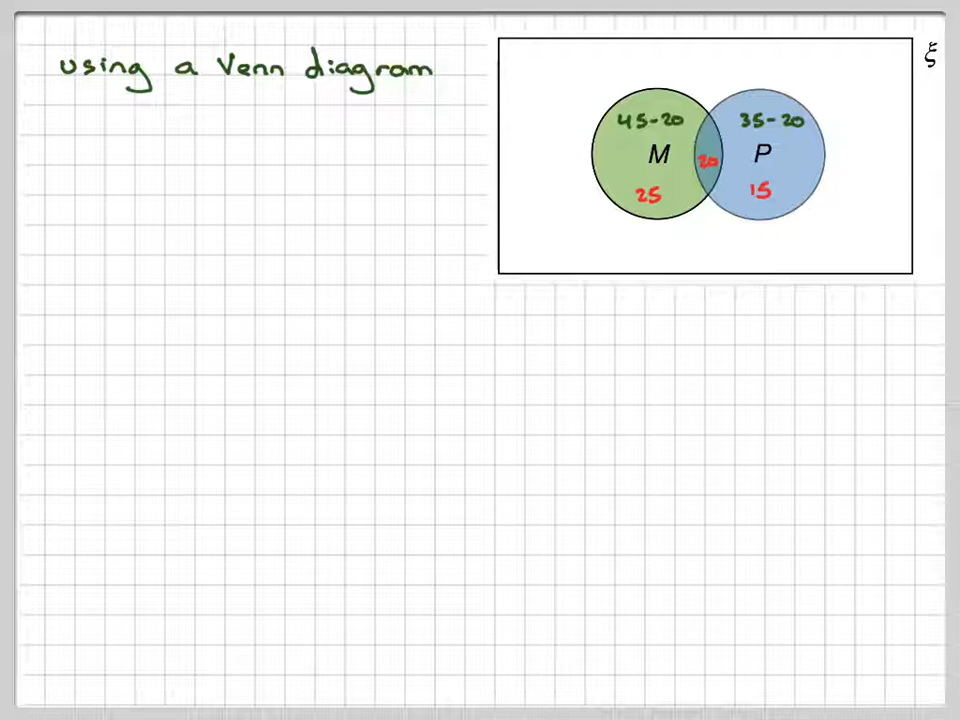 using a Venn diagram
ξ
45-20 35-20
M 20 P
25 15